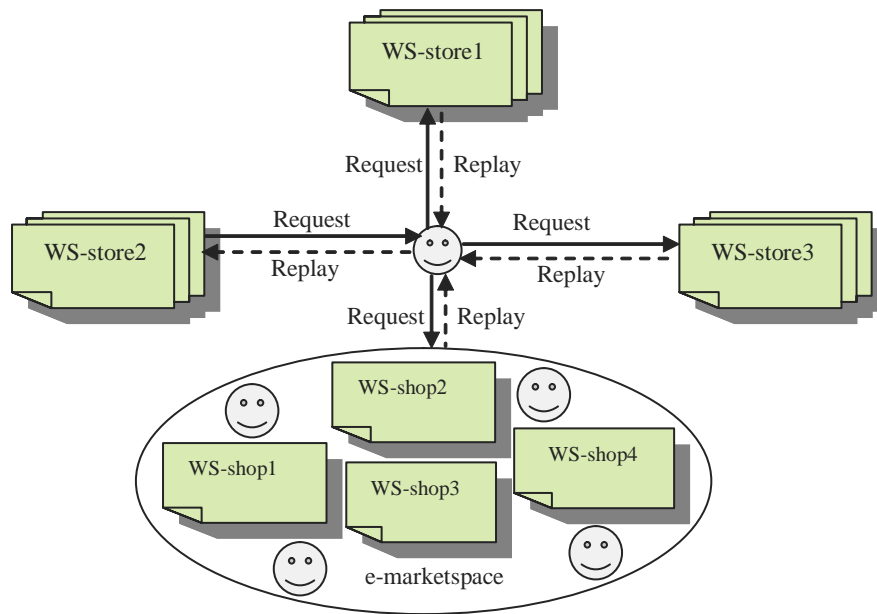 WS-store1
Request
Replay
WS-store2
Request
Replay
Request
Replay
WS-store3
Request
Replay
WS-shop2
WS-shop1
WS-shop3
WS-shop4
e-marketspace